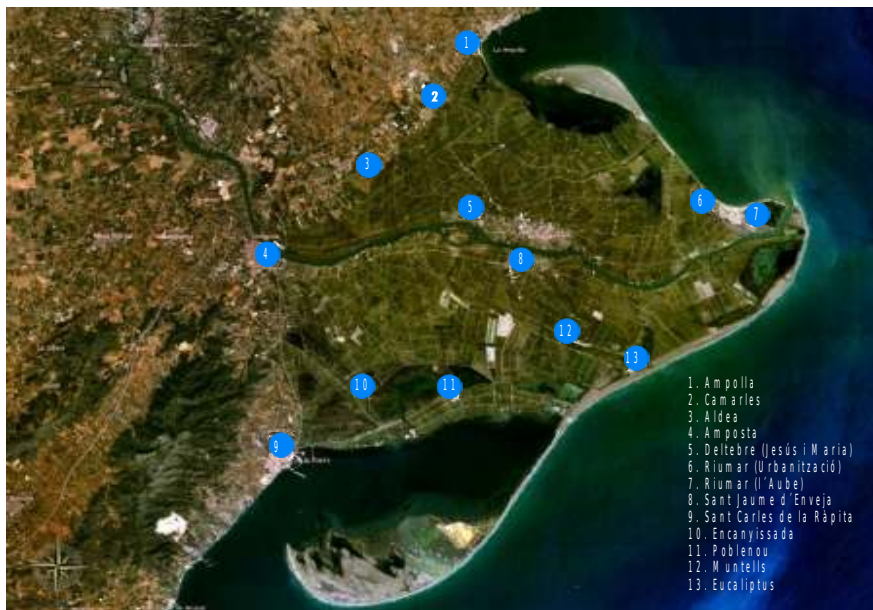 1
La Ampolla
2
3
6
5
7
4
8
12
13
10
11
9
1. Ampolla
2. Camarles
3. Aldea
4. Amposta
5. Deltebre (Jesús i Maria)
6. Riumar (Urbanització)
7. Riumar (l´Aube)
8. Sant Jaume d´Enveja
9. Sant Carles de la Ràpita
10. Encanyissada
11. Poblenou
12. Muntells
13. Eucaliptus